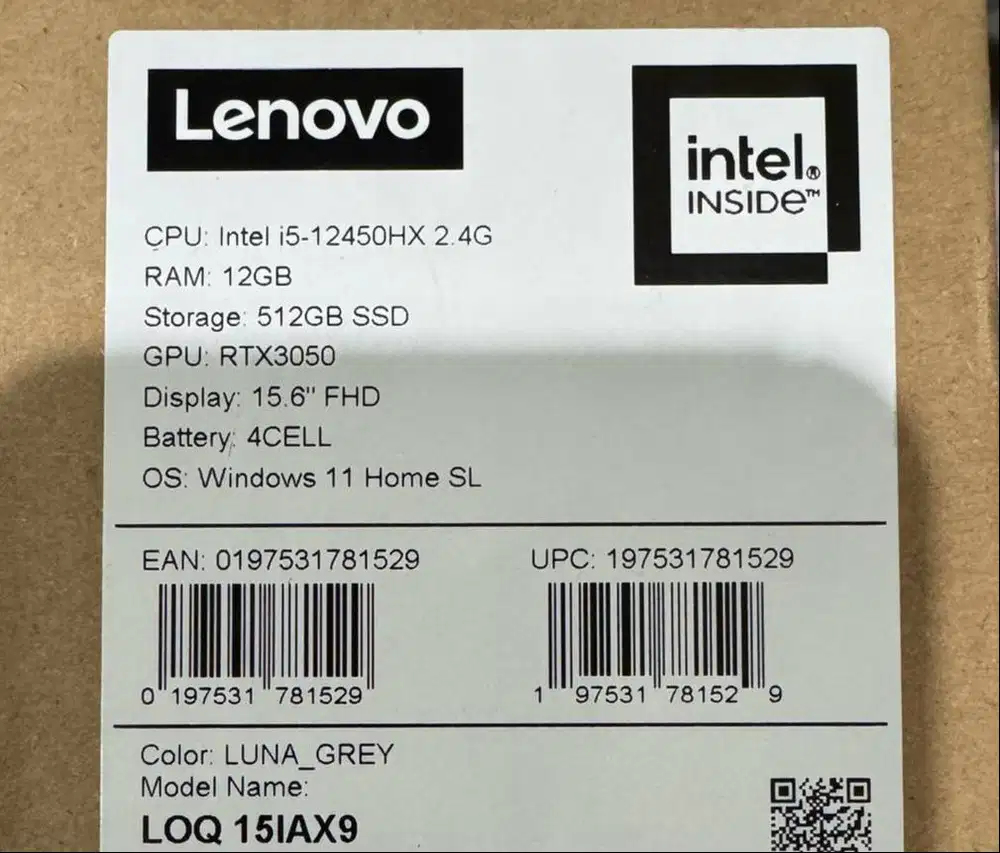 Lenovo
intel®
INSIDe™
CPU: Intel i5-12450HX 2.4G
RAM: 12GB
Storage: 512GB SSD
GPU: RTX3050
Display: 15.6" FHD
Battery: 4CELL
OS: Windows 11 Home SL
EAN: 0197531781529
0 197531 781529
UPC: 197531781529
1 97531 78152 9
Color: LUNA_GREY
Model Name:
LOQ 15IAX9